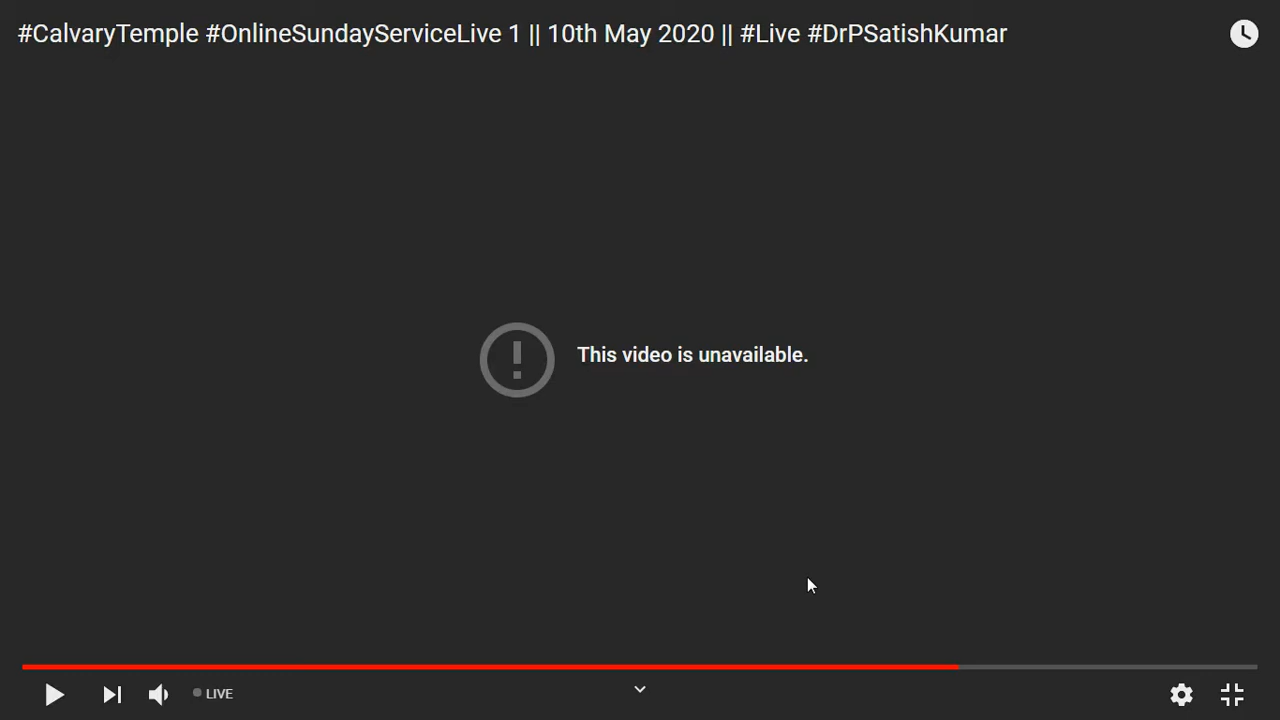 #CalvaryTemple #OnlineSundayServiceLive 1 || 10th May 2020 || #Live #DrPSatishKumar
This video is unavailable.
LIVE